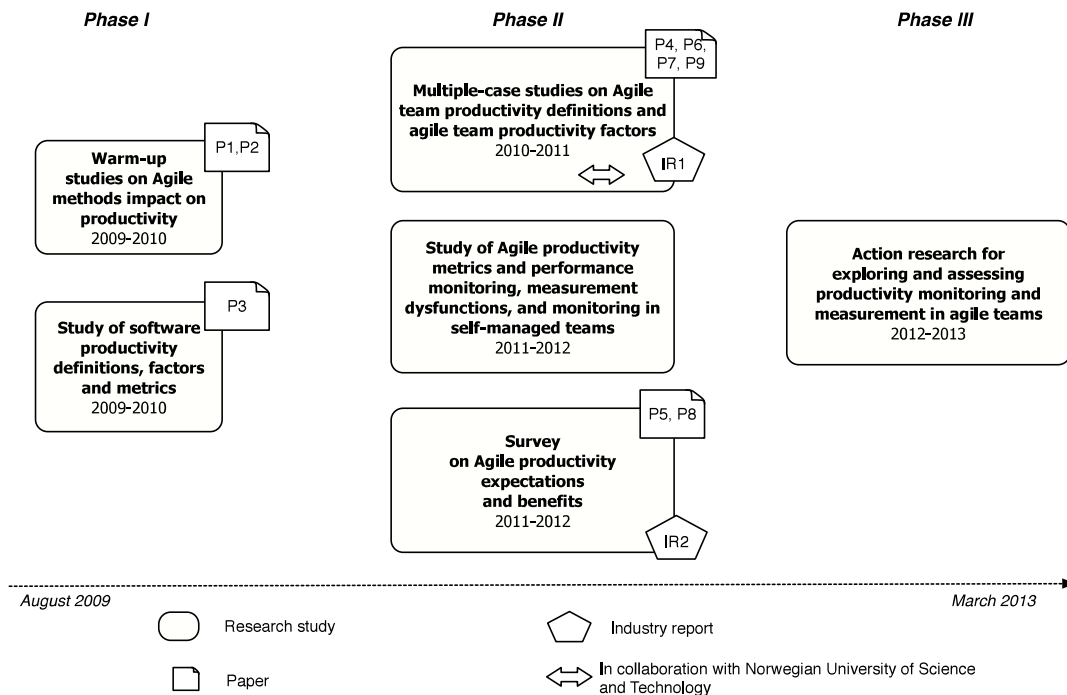 Phase I
Phase II
Phase III
P1,P2
Warm-up
studies on Agile
methods impact on
productivity
2009-2010
P3
Study of software
productivity
definitions, factors
and metrics
2009-2010
P4, P6,
P7, P9
Multiple-case studies on Agile
team productivity definitions and
agile team productivity factors
2010-2011
IR1
Study of Agile productivity
metrics and performance
monitoring, measurement
dysfunctions, and monitoring in
self-managed teams
2011-2012
P5, P8
Survey
on Agile productivity
expectations
and benefits
2011-2012
IR2
Action research for
exploring and assessing
productivity monitoring and
measurement in agile teams
2012-2013
August 2009
March 2013
Research study
Industry report
Paper
In collaboration with Norwegian University of Science
and Technology